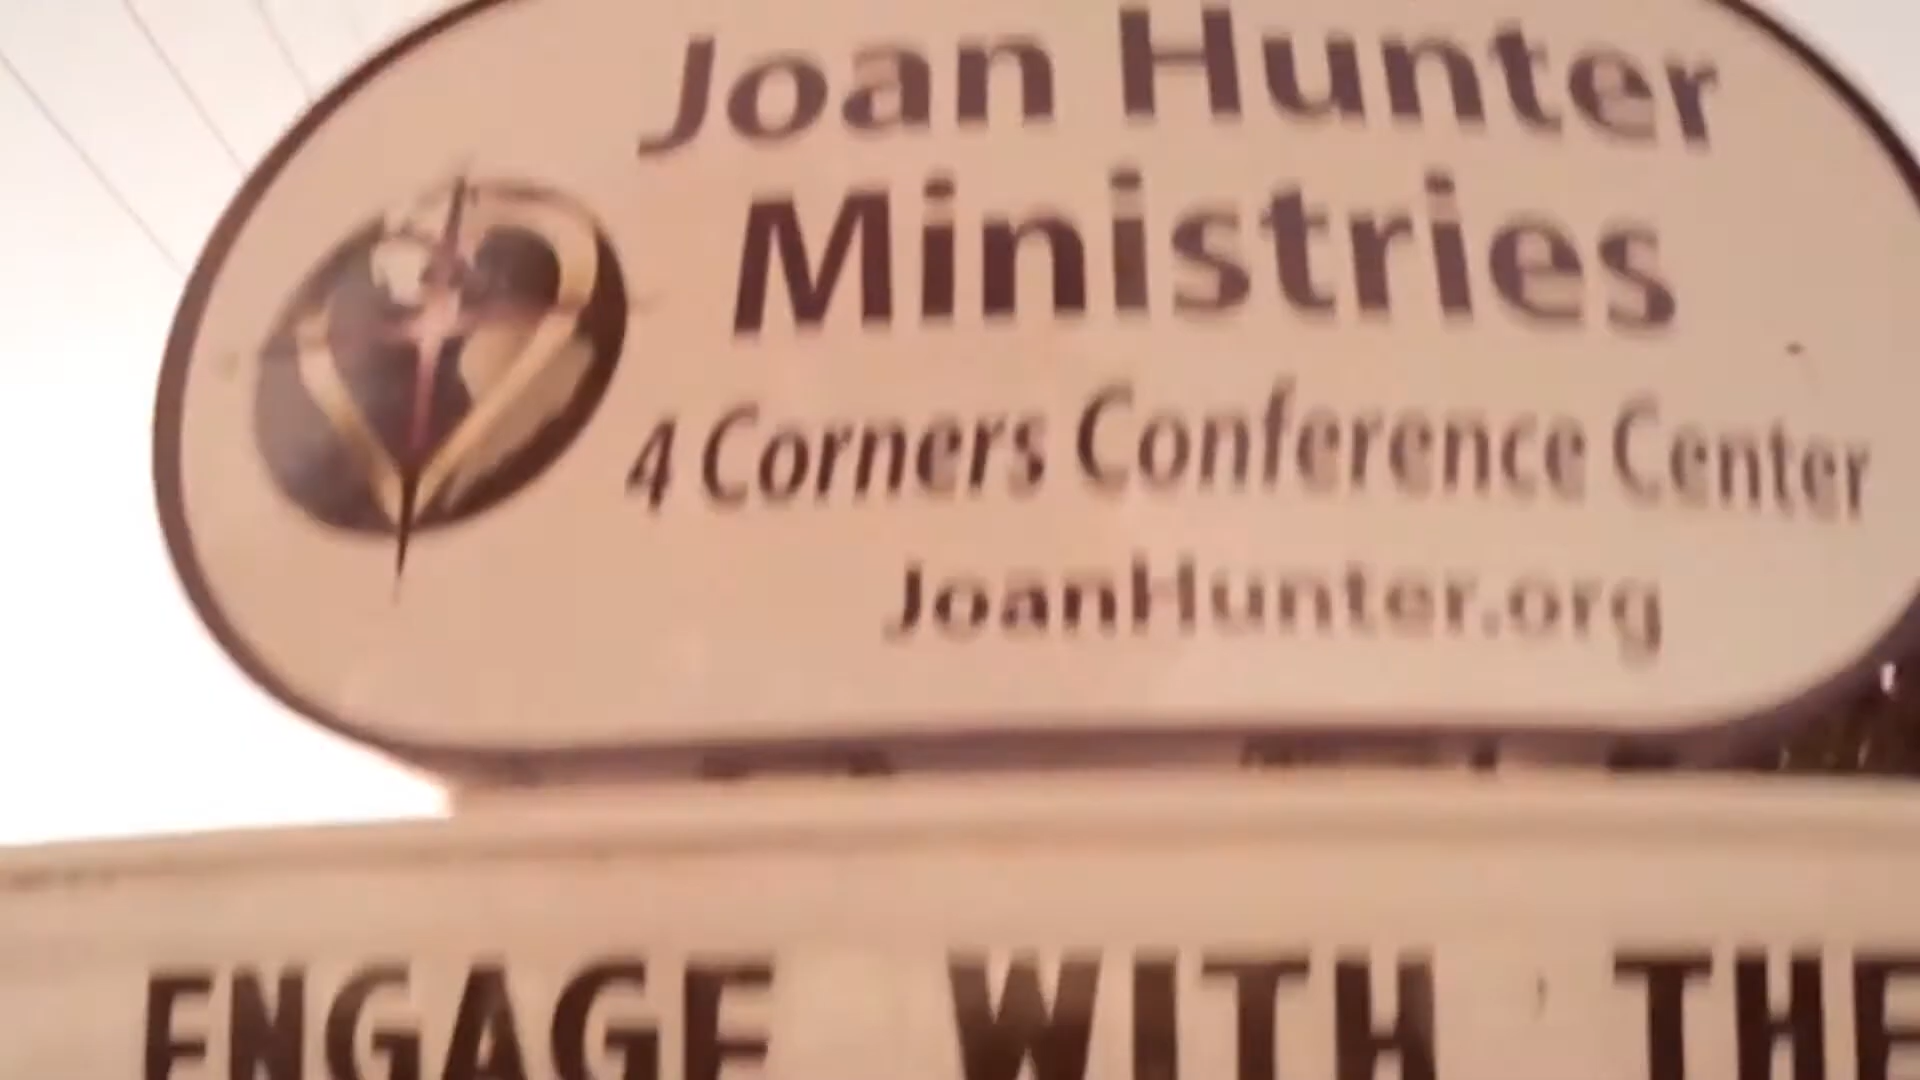 Joan Hunter
Ministries
4 Corners Conference Center
JoanHunter.org
ENGAGE WITH THE